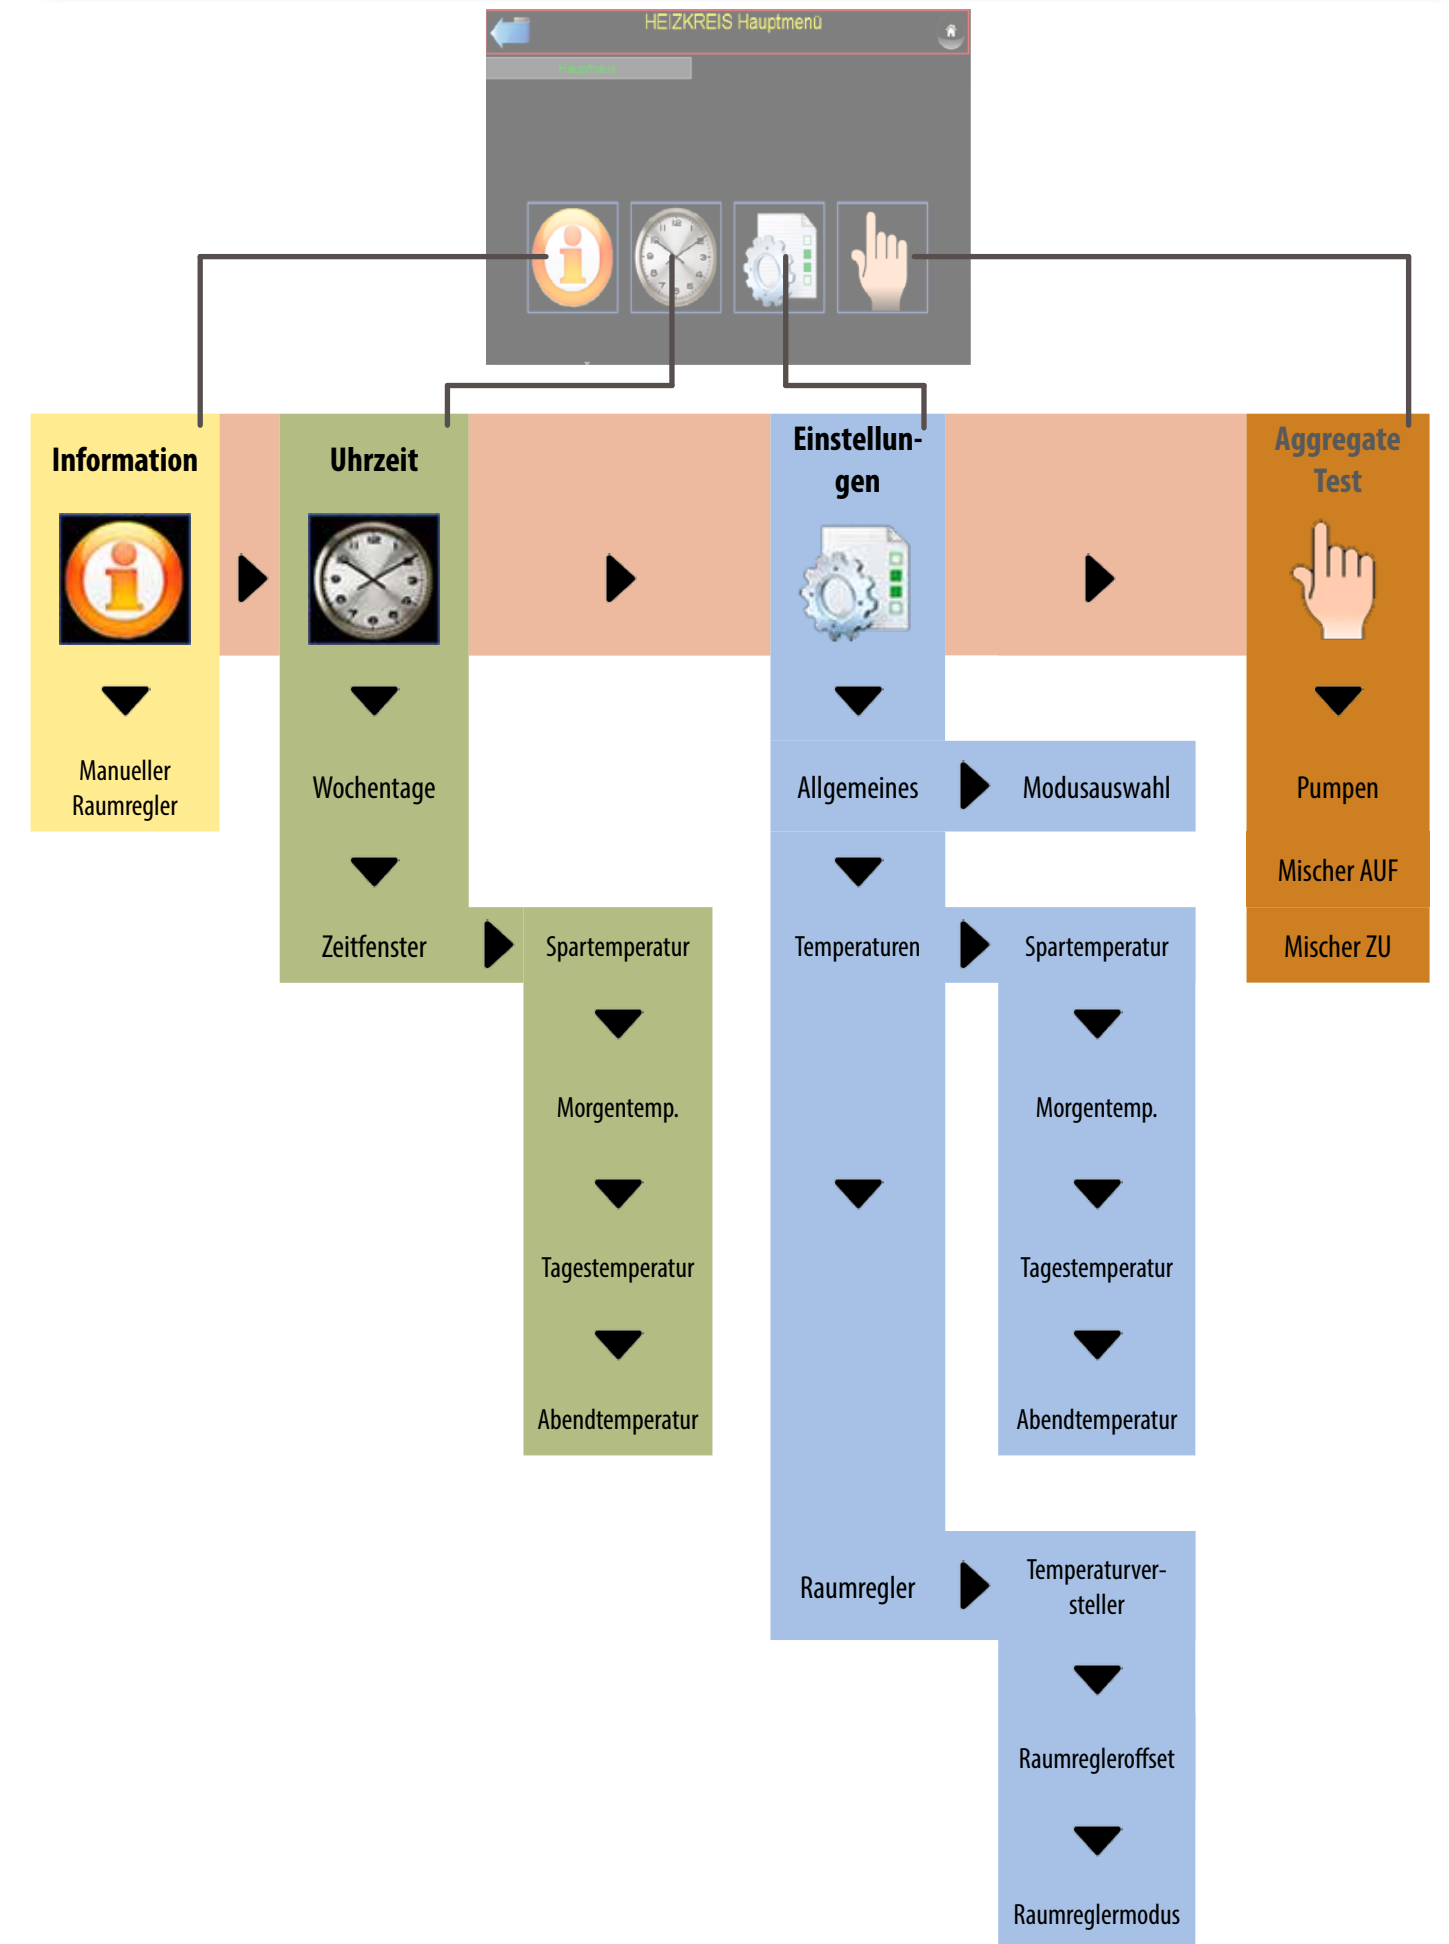 HEIZKREIS Hauptmenü
Haupthaus
Information
Uhrzeit
Einstellun-
gen
Aggregate
Test
Manueller
Raumregler
Wochentage
Allgemeines
Modusauswahl
Pumpen
Mischer AUF
Zeitfenster
Spartemperatur
Temperaturen
Spartemperatur
Mischer ZU
Morgentemp.
Morgentemp.
Tagestemperatur
Tagestemperatur
Abendtemperatur
Abendtemperatur
Raumregler
Temperaturver-
steller
Raumregleroffset
Raumreglermodus